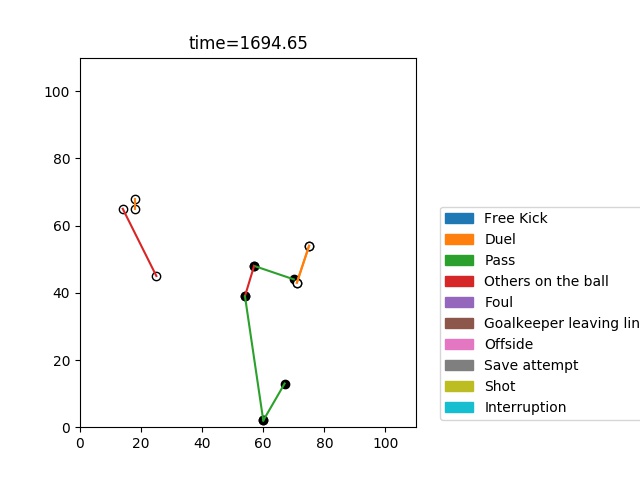 time=1694.65
100
80
60
40
20
0
0 20 40 60 80 100
Free Kick
Duel
Pass
Others on the ball
Foul
Goalkeeper leaving lin
Offside
Save attempt
Shot
Interruption